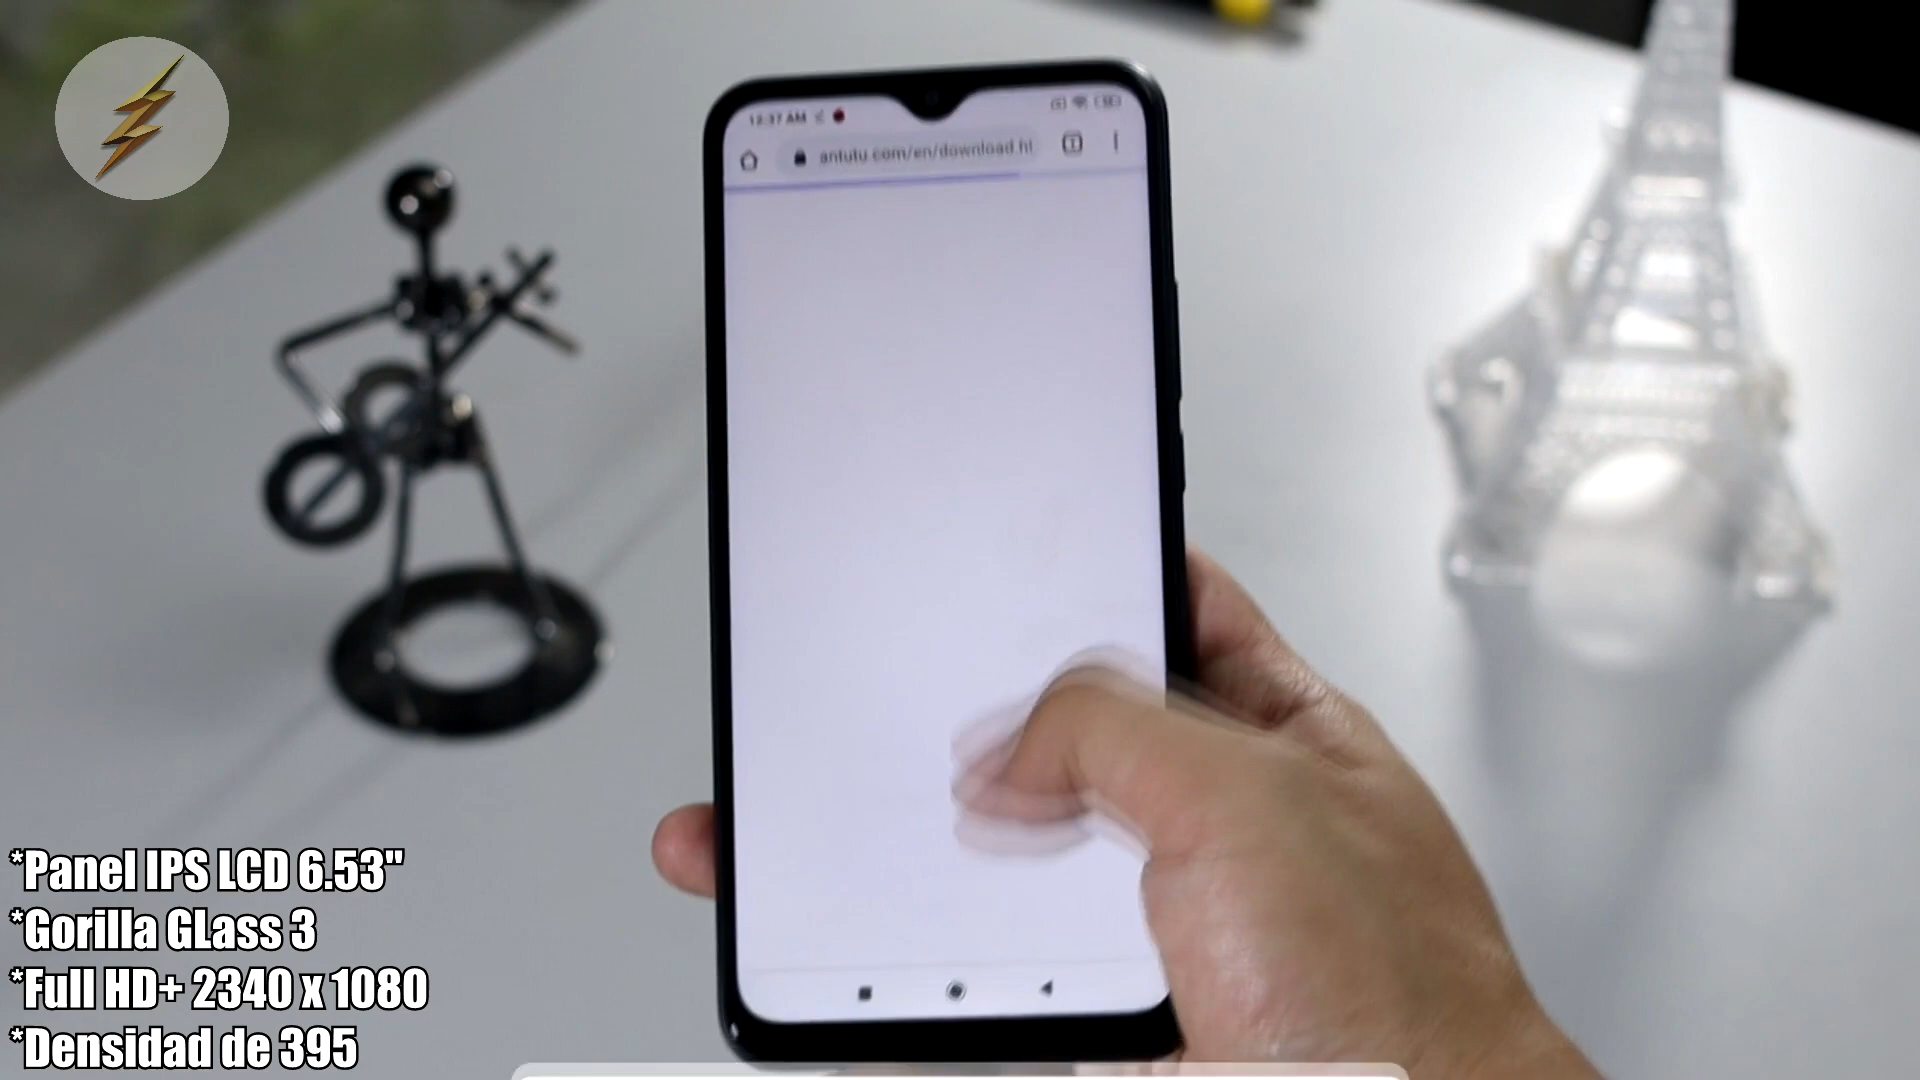 12:37 AM
antutu.com/en/download.ht
*Panel IPS LCD 6.53"
*Gorilla GLass 3
*Full HD+ 2340 x 1080
*Densidad de 395